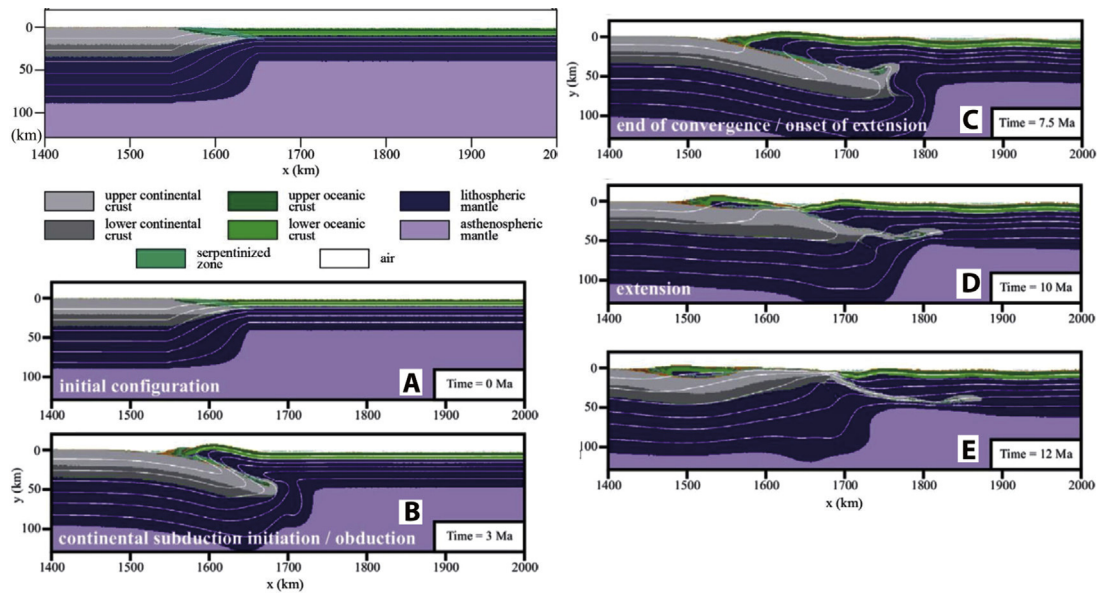 0
50
100
(km)
1400 1500 1600 1700 1800 1900 20
x (km)
upper continental crust
upper oceanic crust
lithospheric mantle
lower continental crust
lower oceanic crust
asthenospheric mantle
serpentinized zone
air
0
50
100
initial configuration
A
Time = 0 Ma
1400 1500 1600 1700 1800 1900 2000
y (km)
0
50
100
continental subduction initiation / obduction
B
Time = 3 Ma
1400 1500 1600 1700 1800 1900 2000
x (km)
y (km)
0
50
100
end of convergence / onset of extension
C
Time = 7.5 Ma
1400 1500 1600 1700 1800 1900 2000
0
50
100
extension
D
Time = 10 Ma
1400 1500 1600 1700 1800 1900 2000
0
50
100
E
Time = 12 Ma
1400 1500 1600 1700 1800 1900 2000
x (km)